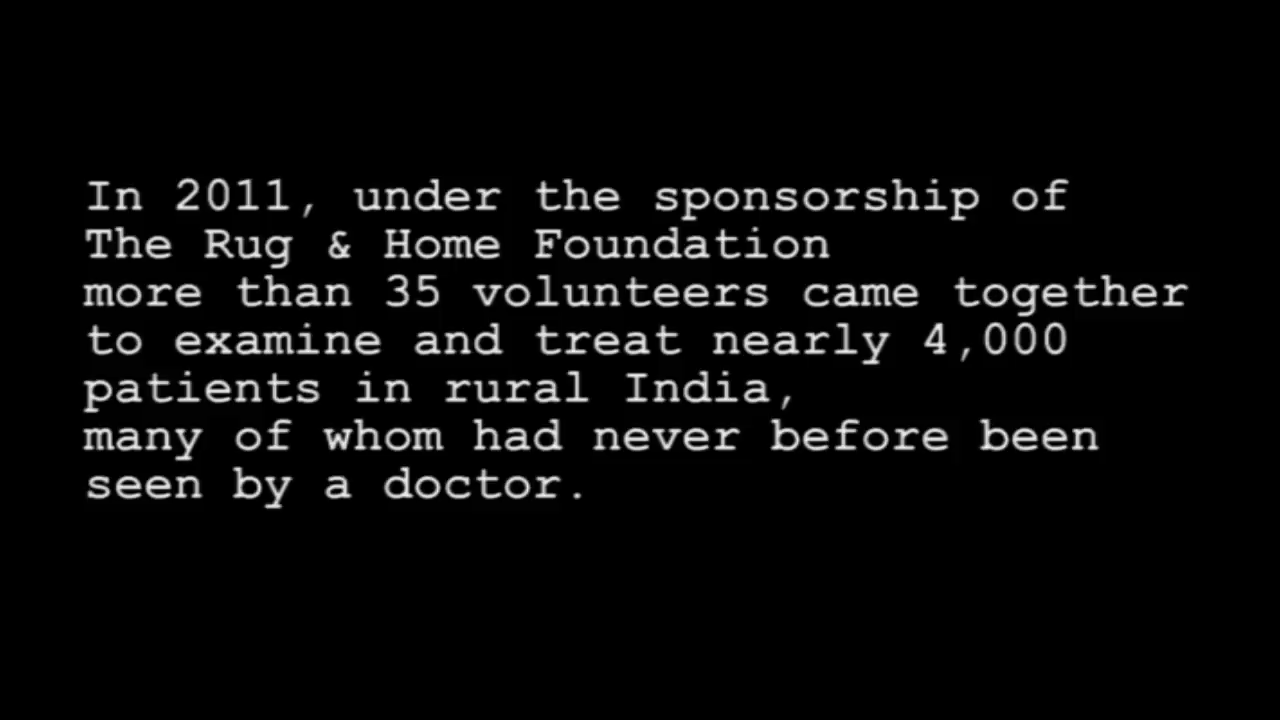 In 2011, under the sponsorship of
The Rug & Home Foundation
more than 35 volunteers came together
to examine and treat nearly 4,000
patients in rural India,
many of whom had never before been
seen by a doctor.